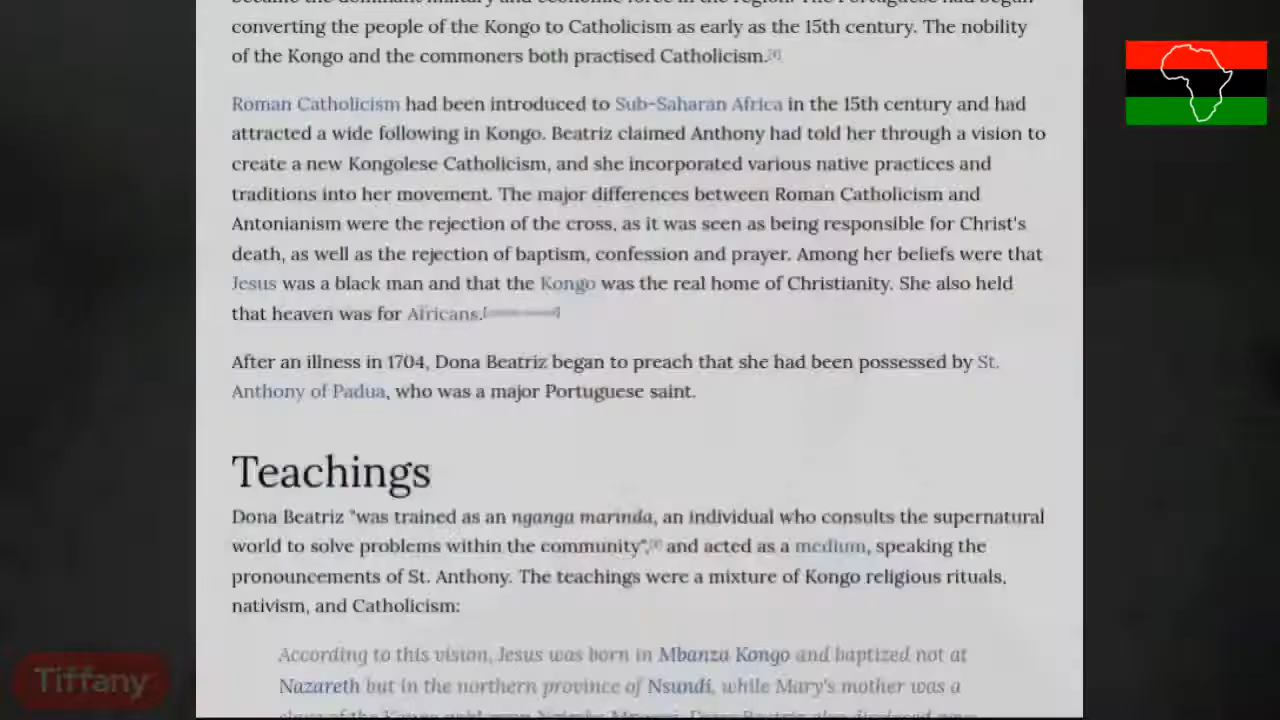 converting the people of the Kongo to Catholicism as early as the 15th century. The nobility
of the Kongo and the commoners both practised Catholicism.
Roman Catholicism had been introduced to Sub-Saharan Africa in the 15th century and had
attracted a wide following in Kongo. Beatriz claimed Anthony had told her through a vision to
create a new Kongolese Catholicism, and she incorporated various native practices and
traditions into her movement. The major differences between Roman Catholicism and
Antonianism were the rejection of the cross, as it was seen as being responsible for Christ's
death, as well as the rejection of baptism, confession and prayer. Among her beliefs were that
Jesus was a black man and that the Kongo was the real home of Christianity. She also held
that heaven was for Africans.
After an illness in 1704, Dona Beatriz began to preach that she had been possessed by St.
Anthony of Padua, who was a major Portuguese saint.
Teachings
Dona Beatriz "was trained as an nganga marinda, an individual who consults the supernatural
world to solve problems within the community", and acted as a medium, speaking the
pronouncements of St. Anthony. The teachings were a mixture of Kongo religious rituals,
nativism, and Catholicism:
According to this vision, Jesus was born in Mbanza Kongo and baptized not at
Nazareth but in the northern province of Nsundi, while Mary's mother was a
Tiffany